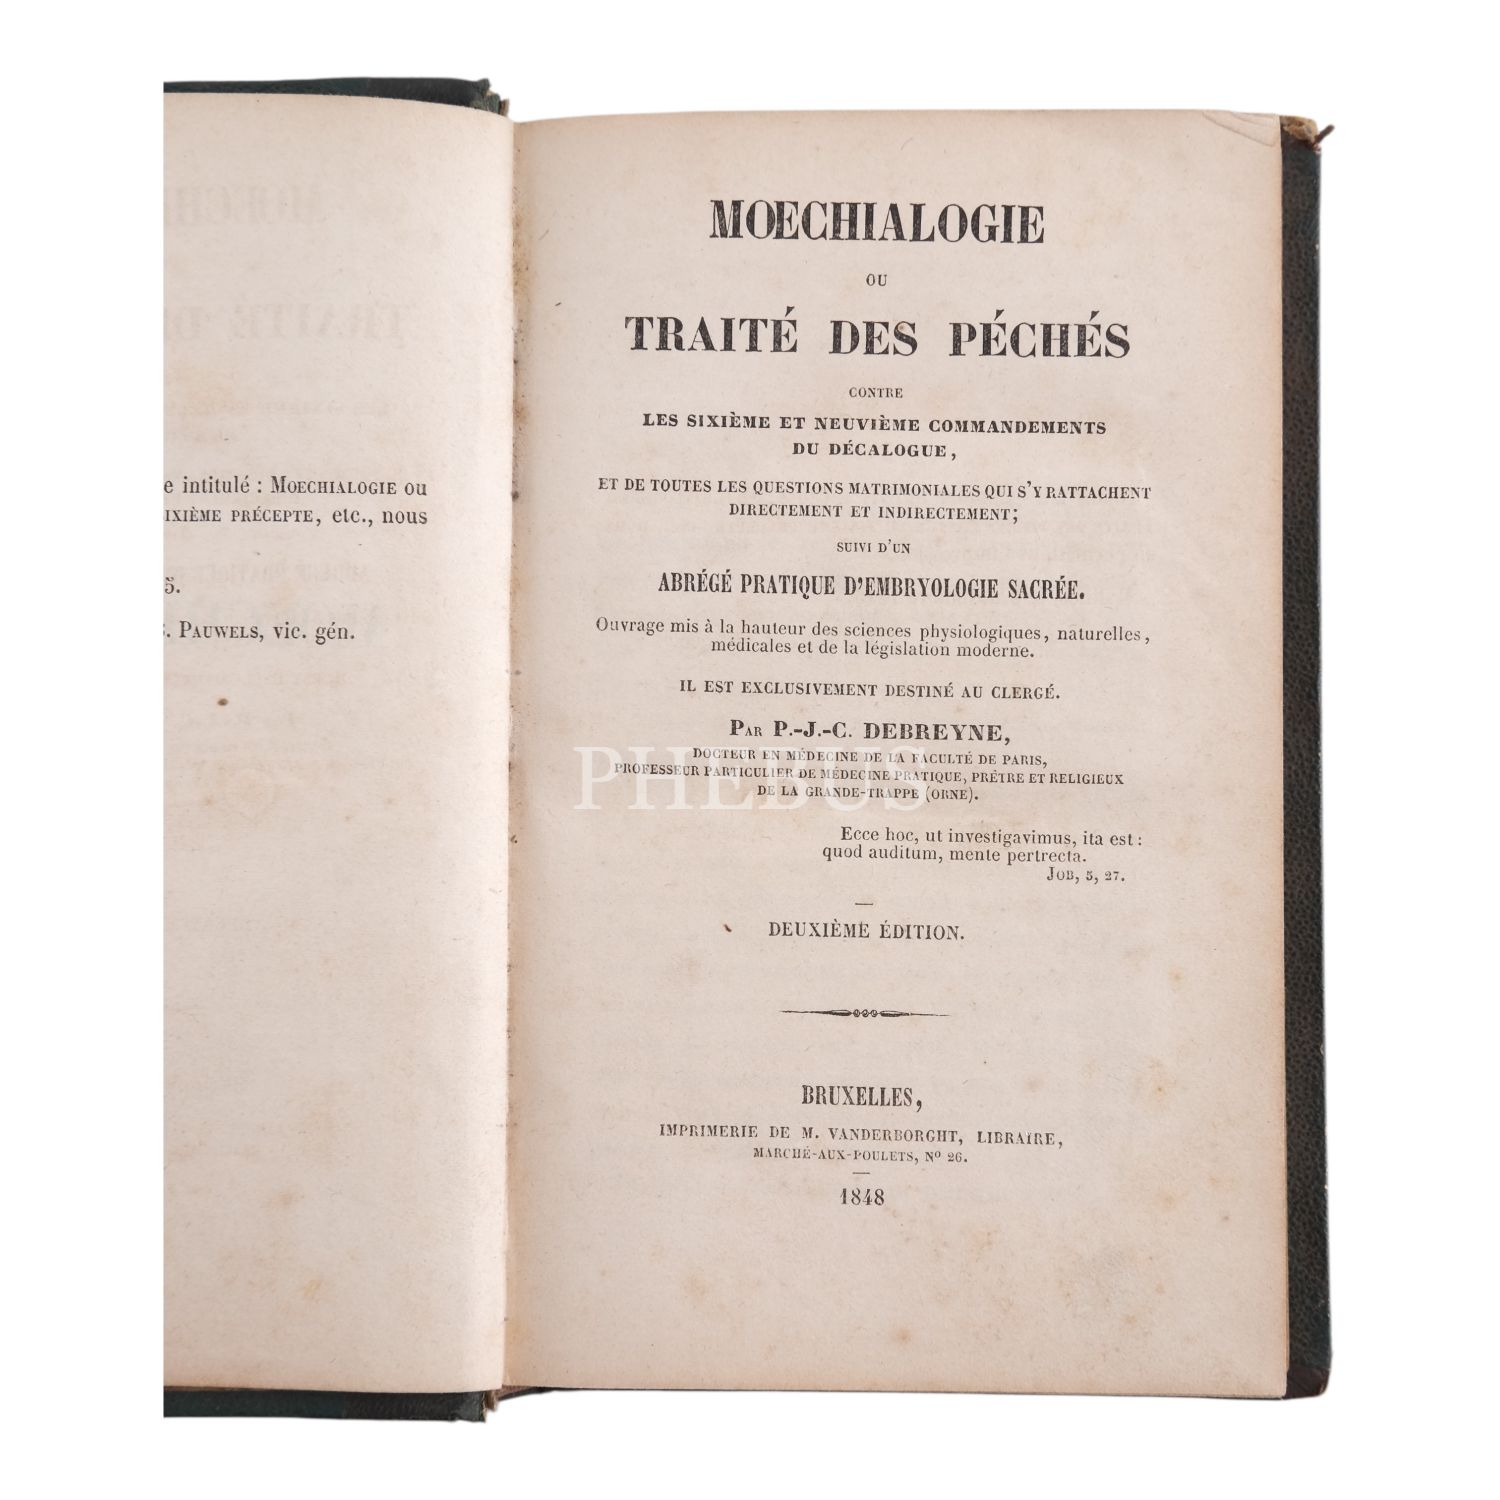 e intitulé : MOECHIALOGIE ou
IXIÈME PRÉCEPTE, etc., nous
5.
PAUWELS, vic. gén.
MOECHIALOGIE
OU
TRAITÉ DES PÉCHÉS
CONTRE
LES SIXIÈME ET NEUVIÈME COMMANDEMENTS
DU DÉCALOGUE,
ET DE TOUTES LES QUESTIONS MATRIMONIALES QUI S'Y RATTACHENT
DIRECTEMENT ET INDIRECTEMENT;
SUIVI D'UN
ABRÉGÉ PRATIQUE D'EMBRYOLOGIE SACRÉE.
Ouvrage mis à la hauteur des sciences physiologiques, naturelles,
médicales et de la législation moderne.
IL EST EXCLUSIVEMENT DESTINÉ AU CLERGÉ.
PAR P.-J.-C. DEBREYNE,
DOCTEUR EN MÉDECINE DE LA FACULTÉ DE PARIS,
PROFESSEUR PARTICULIER DE MÉDECINE PRATIQUE, PRÊTRE ET RELIGIEUX
DE LA GRANDE-TRAPPE (ORNE).
PHEBUS
Ecce hoc, ut investigavimus, ita est :
quod auditum, mente pertrecta.
JOB, 5, 27.
DEUXIÈME ÉDITION.
BRUXELLES,
IMPRIMERIE DE M. VANDERBORGHT, LIBRAIRE,
MARCHÉ-AUX-POULETS, Nº 26.
1848